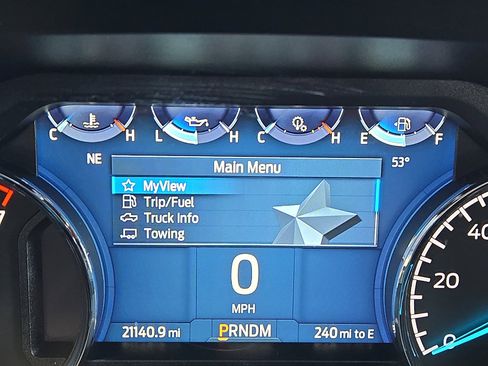 C H L H C H E F
NE Main Menu 53°
MyView
Trip/Fuel
Truck Info
Towing
0
MPH
21140.9 mi PRNDM 240 mi to E
40
20
0